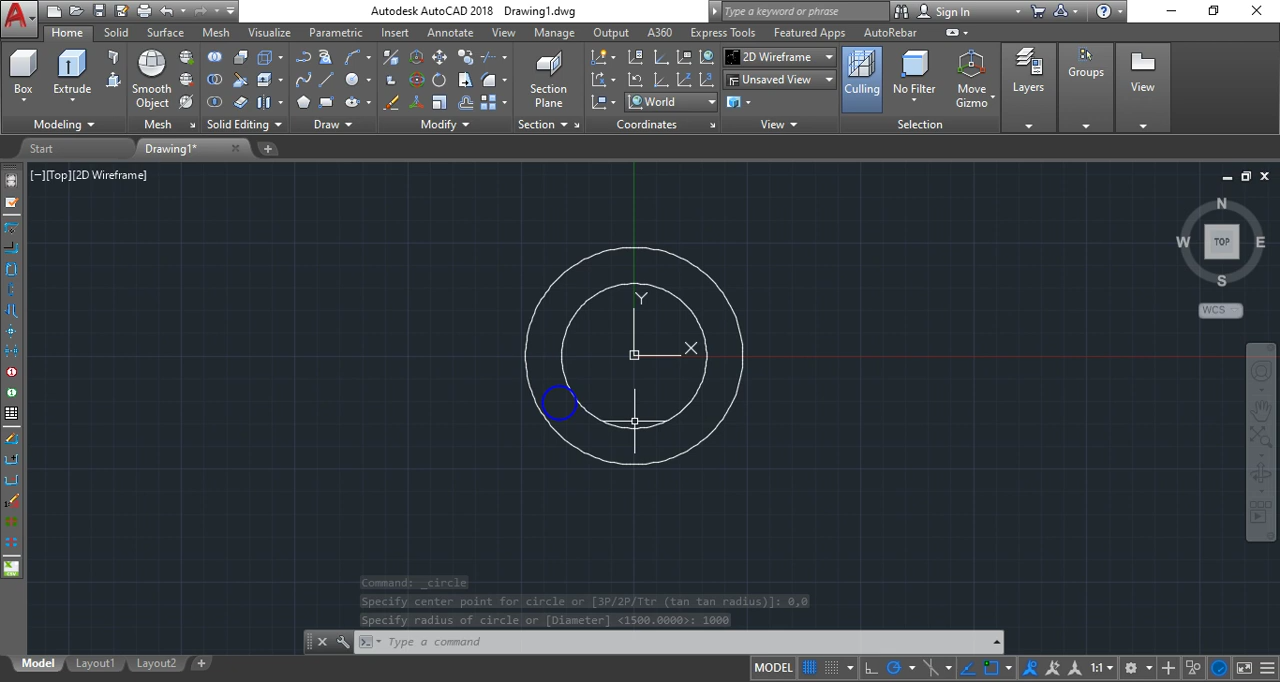 Autodesk AutoCAD 2018 Drawing1.dwg
Type a keyword or phrase
Sign In
Home Solid Surface Mesh Visualize Parametric Insert Annotate View Manage Output A360 Express Tools Featured Apps AutoRebar
Box Extrude Smooth Object Section Plane World 2D Wireframe Unsaved View Culling No Filter Move Gizmo Layers Groups View
Modeling Mesh Solid Editing Draw Modify Section Coordinates View Selection
Start Drawing1*
[−][Top][2D Wireframe]
N
W TOP E
S
WCS
Y
X
Command: _circle
Specify center point for circle or [3P/2P/Ttr (tan tan radius)]: 0,0
Specify radius of circle or [Diameter] <1500.0000>: 1000
Type a command
Model Layout1 Layout2
MODEL 1:1